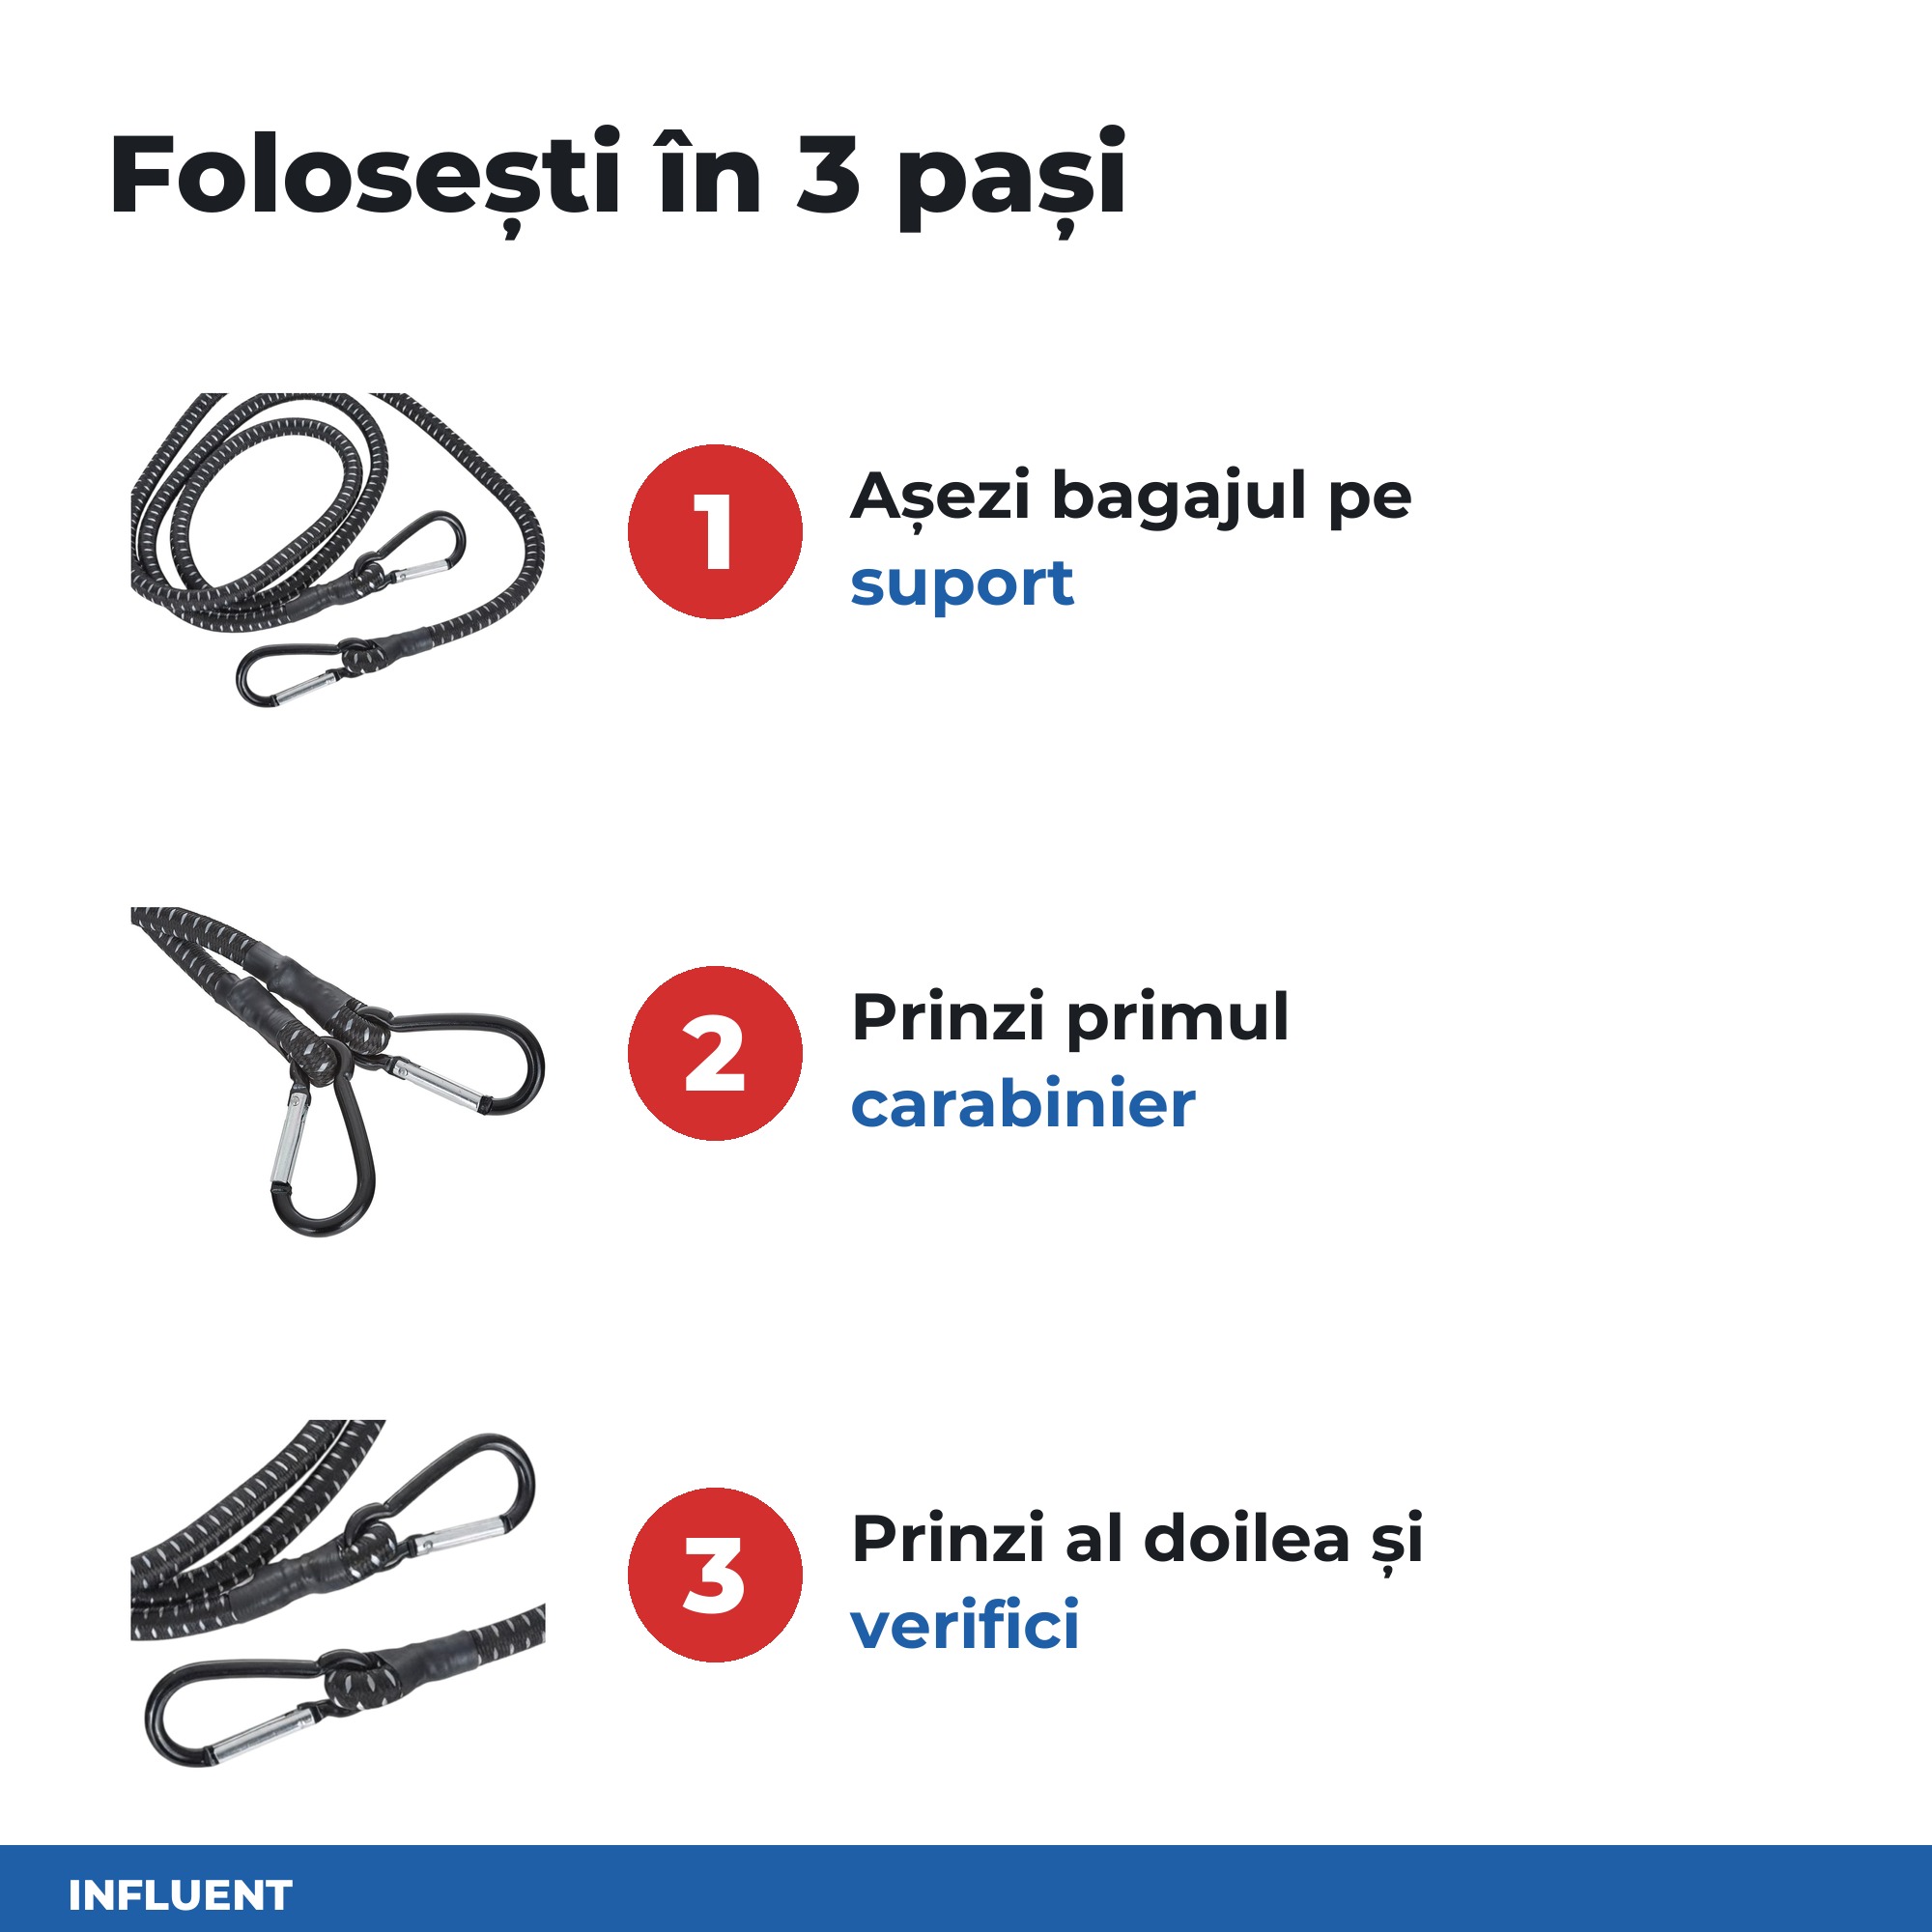 Folosești în 3 pași
1
Așezi bagajul pe
suport
2
Prinzi primul
carabinier
3
Prinzi al doilea și
verifici
INFLUENT